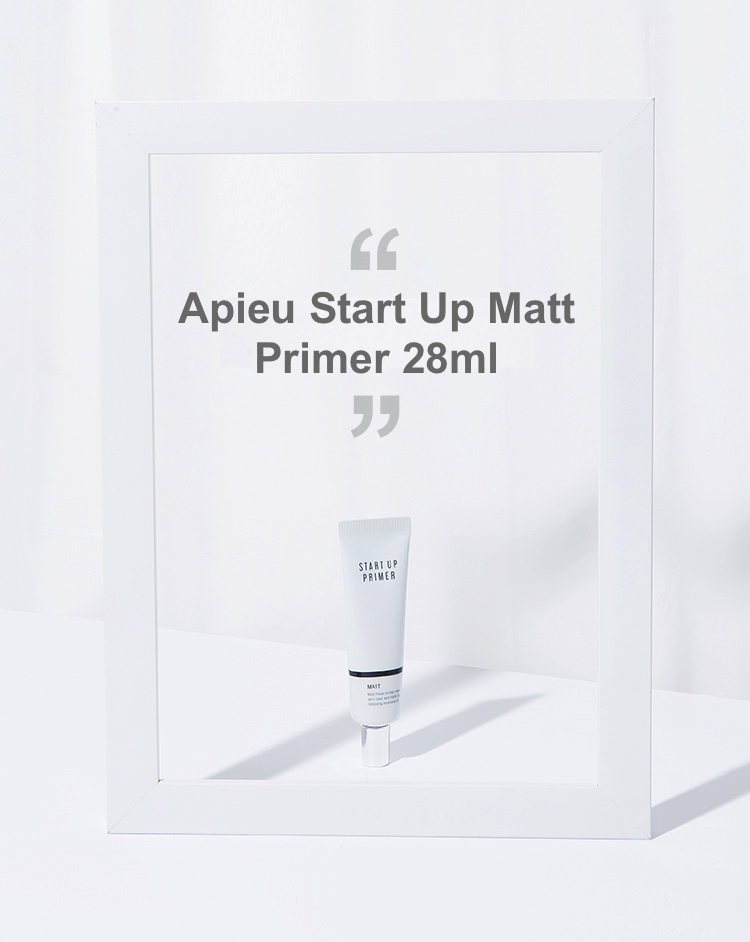 “
Apieu Start Up Matt
Primer 28ml
”
START UP
PRIMER
MATT